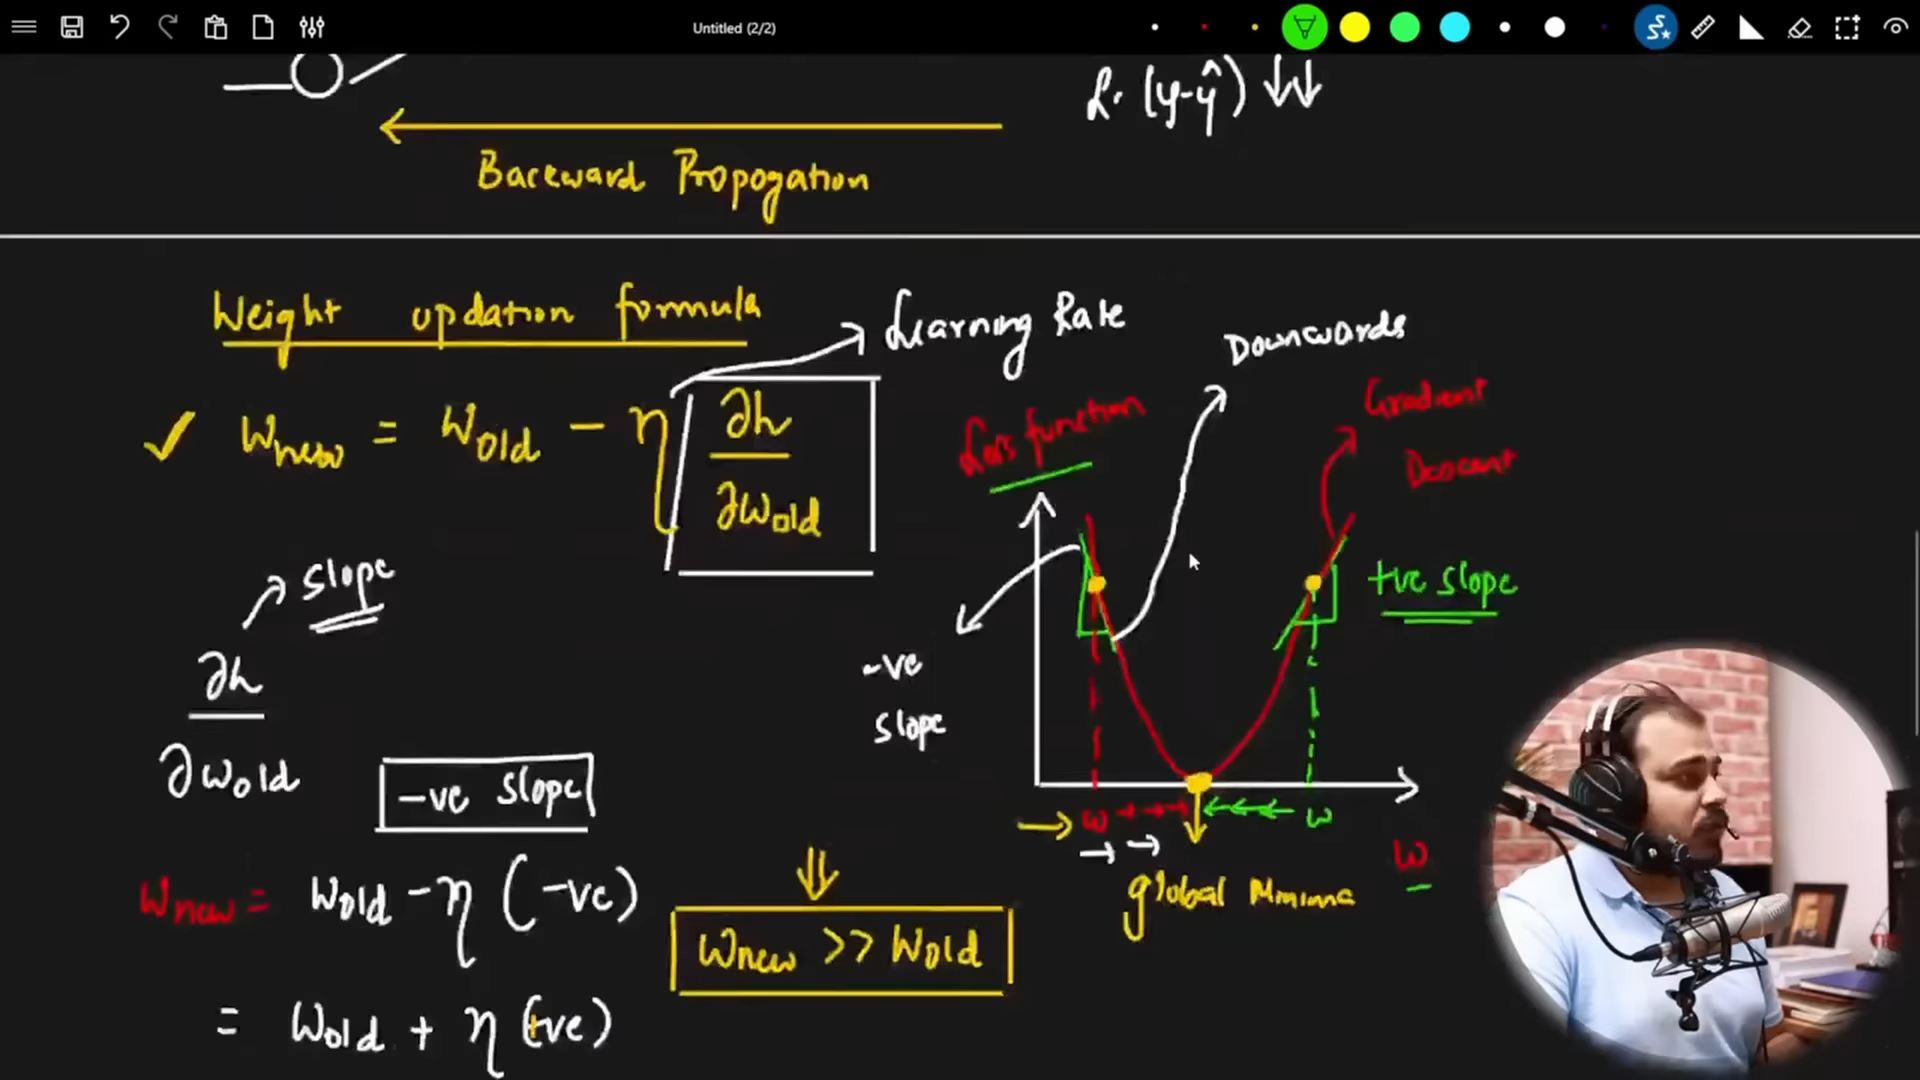 Untitled (2/2)
L. (y-ŷ) ↓↓
Backward Propogation
Weight updation formula
→ Learning Rate
Downwards
✓ Wnew = Wold - η ∂h
∂Wold
Loss function
Gradient
Descent
slope
+ve slope
∂h
∂Wold
-ve
slope
-ve slope
→ w →→→ ←←← w
→ →
w
global Minima
Wnew = Wold - η (-ve)
Wnew >> Wold
= Wold + η (+ve)